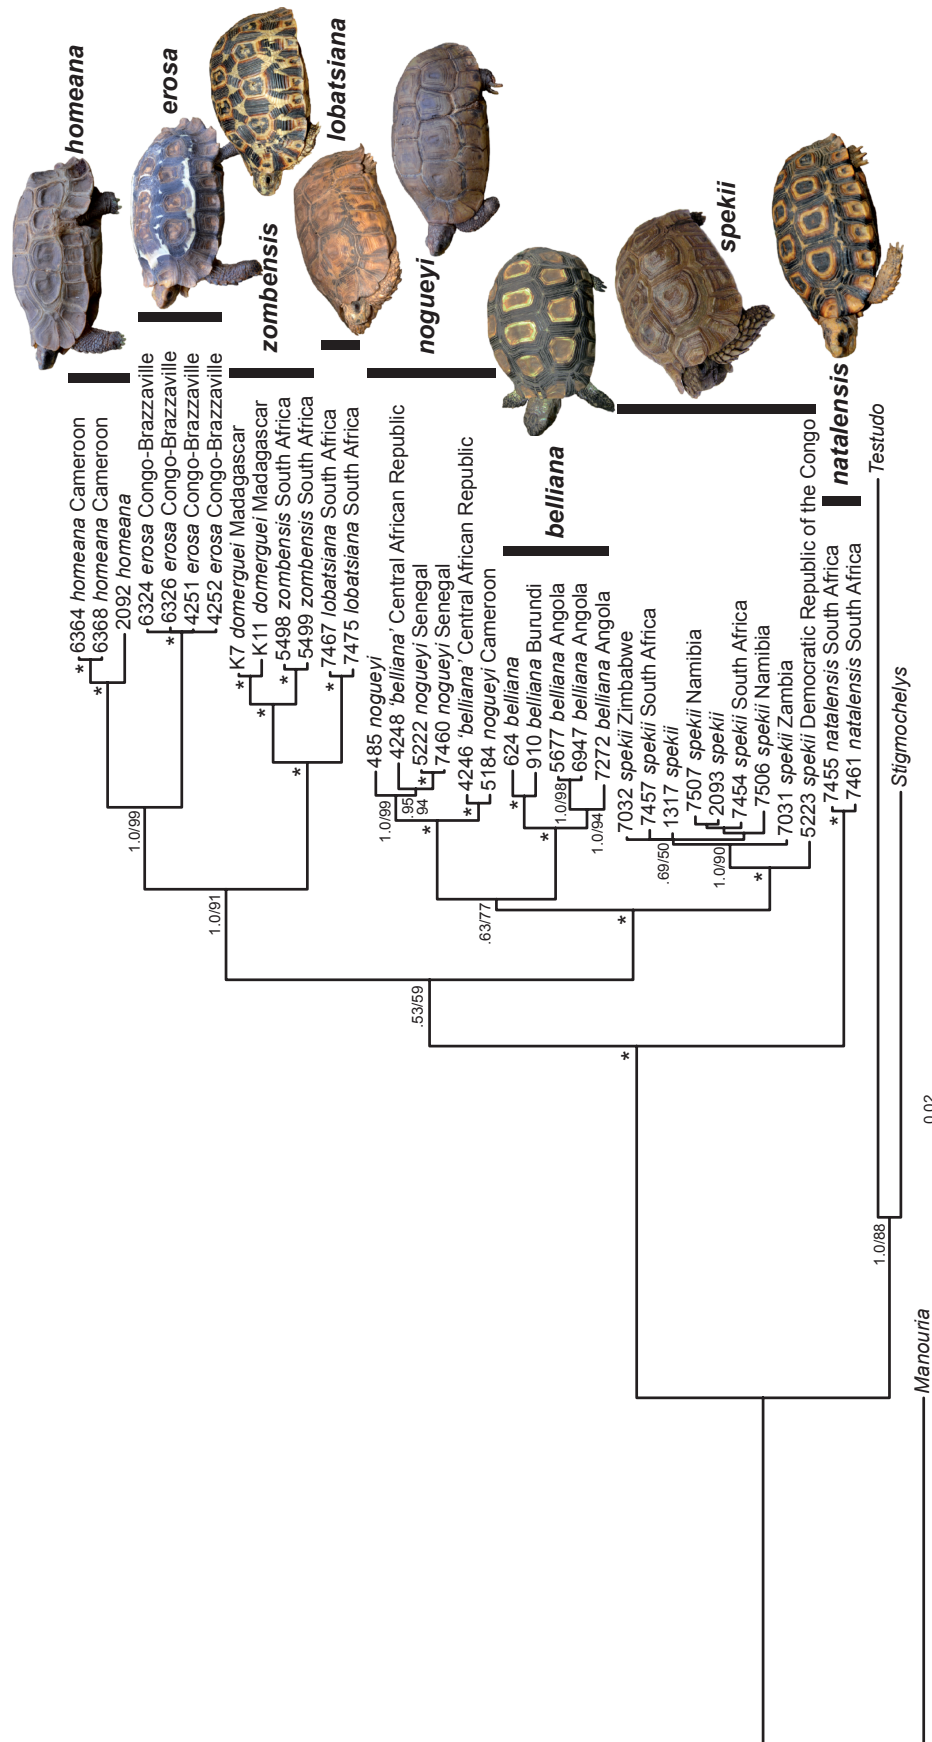 6364 homeana Cameroon
6368 homeana Cameroon
2092 homeana
6324 erosa Congo-Brazzaville
6326 erosa Congo-Brazzaville
4251 erosa Congo-Brazzaville
4252 erosa Congo-Brazzaville
K7 domerguei Madagascar
K11 domerguei Madagascar
5498 zombensis South Africa
5499 zombensis South Africa
7467 lobatsiana South Africa
7475 lobatsiana South Africa
485 nogueyi
4248 ‘belliana’ Central African Republic
5222 nogueyi Senegal
7460 nogueyi Senegal
4246 ‘belliana’ Central African Republic
5184 nogueyi Cameroon
624 belliana
910 belliana Burundi
5677 belliana Angola
6947 belliana Angola
7272 belliana Angola
7032 spekii Zimbabwe
7457 spekii South Africa
1317 spekii
7507 spekii Namibia
2093 spekii
7454 spekii South Africa
7506 spekii Namibia
7031 spekii Zambia
5223 spekii Democratic Republic of the Congo
7455 natalensis South Africa
7461 natalensis South Africa
Testudo
Stigmochelys
Manouria
homeana
erosa
zombensis
lobatsiana
nogueyi
belliana
spekii
natalensis
*
*
1.0/99
*
*
*
*
*
*
1.0/91
1.0/99
.95
.94
*
*
*
.63/77
*
1.0/98
*
1.0/94
.69/50
1.0/90
*
*
.53/59
*
*
1.0/88
0.02